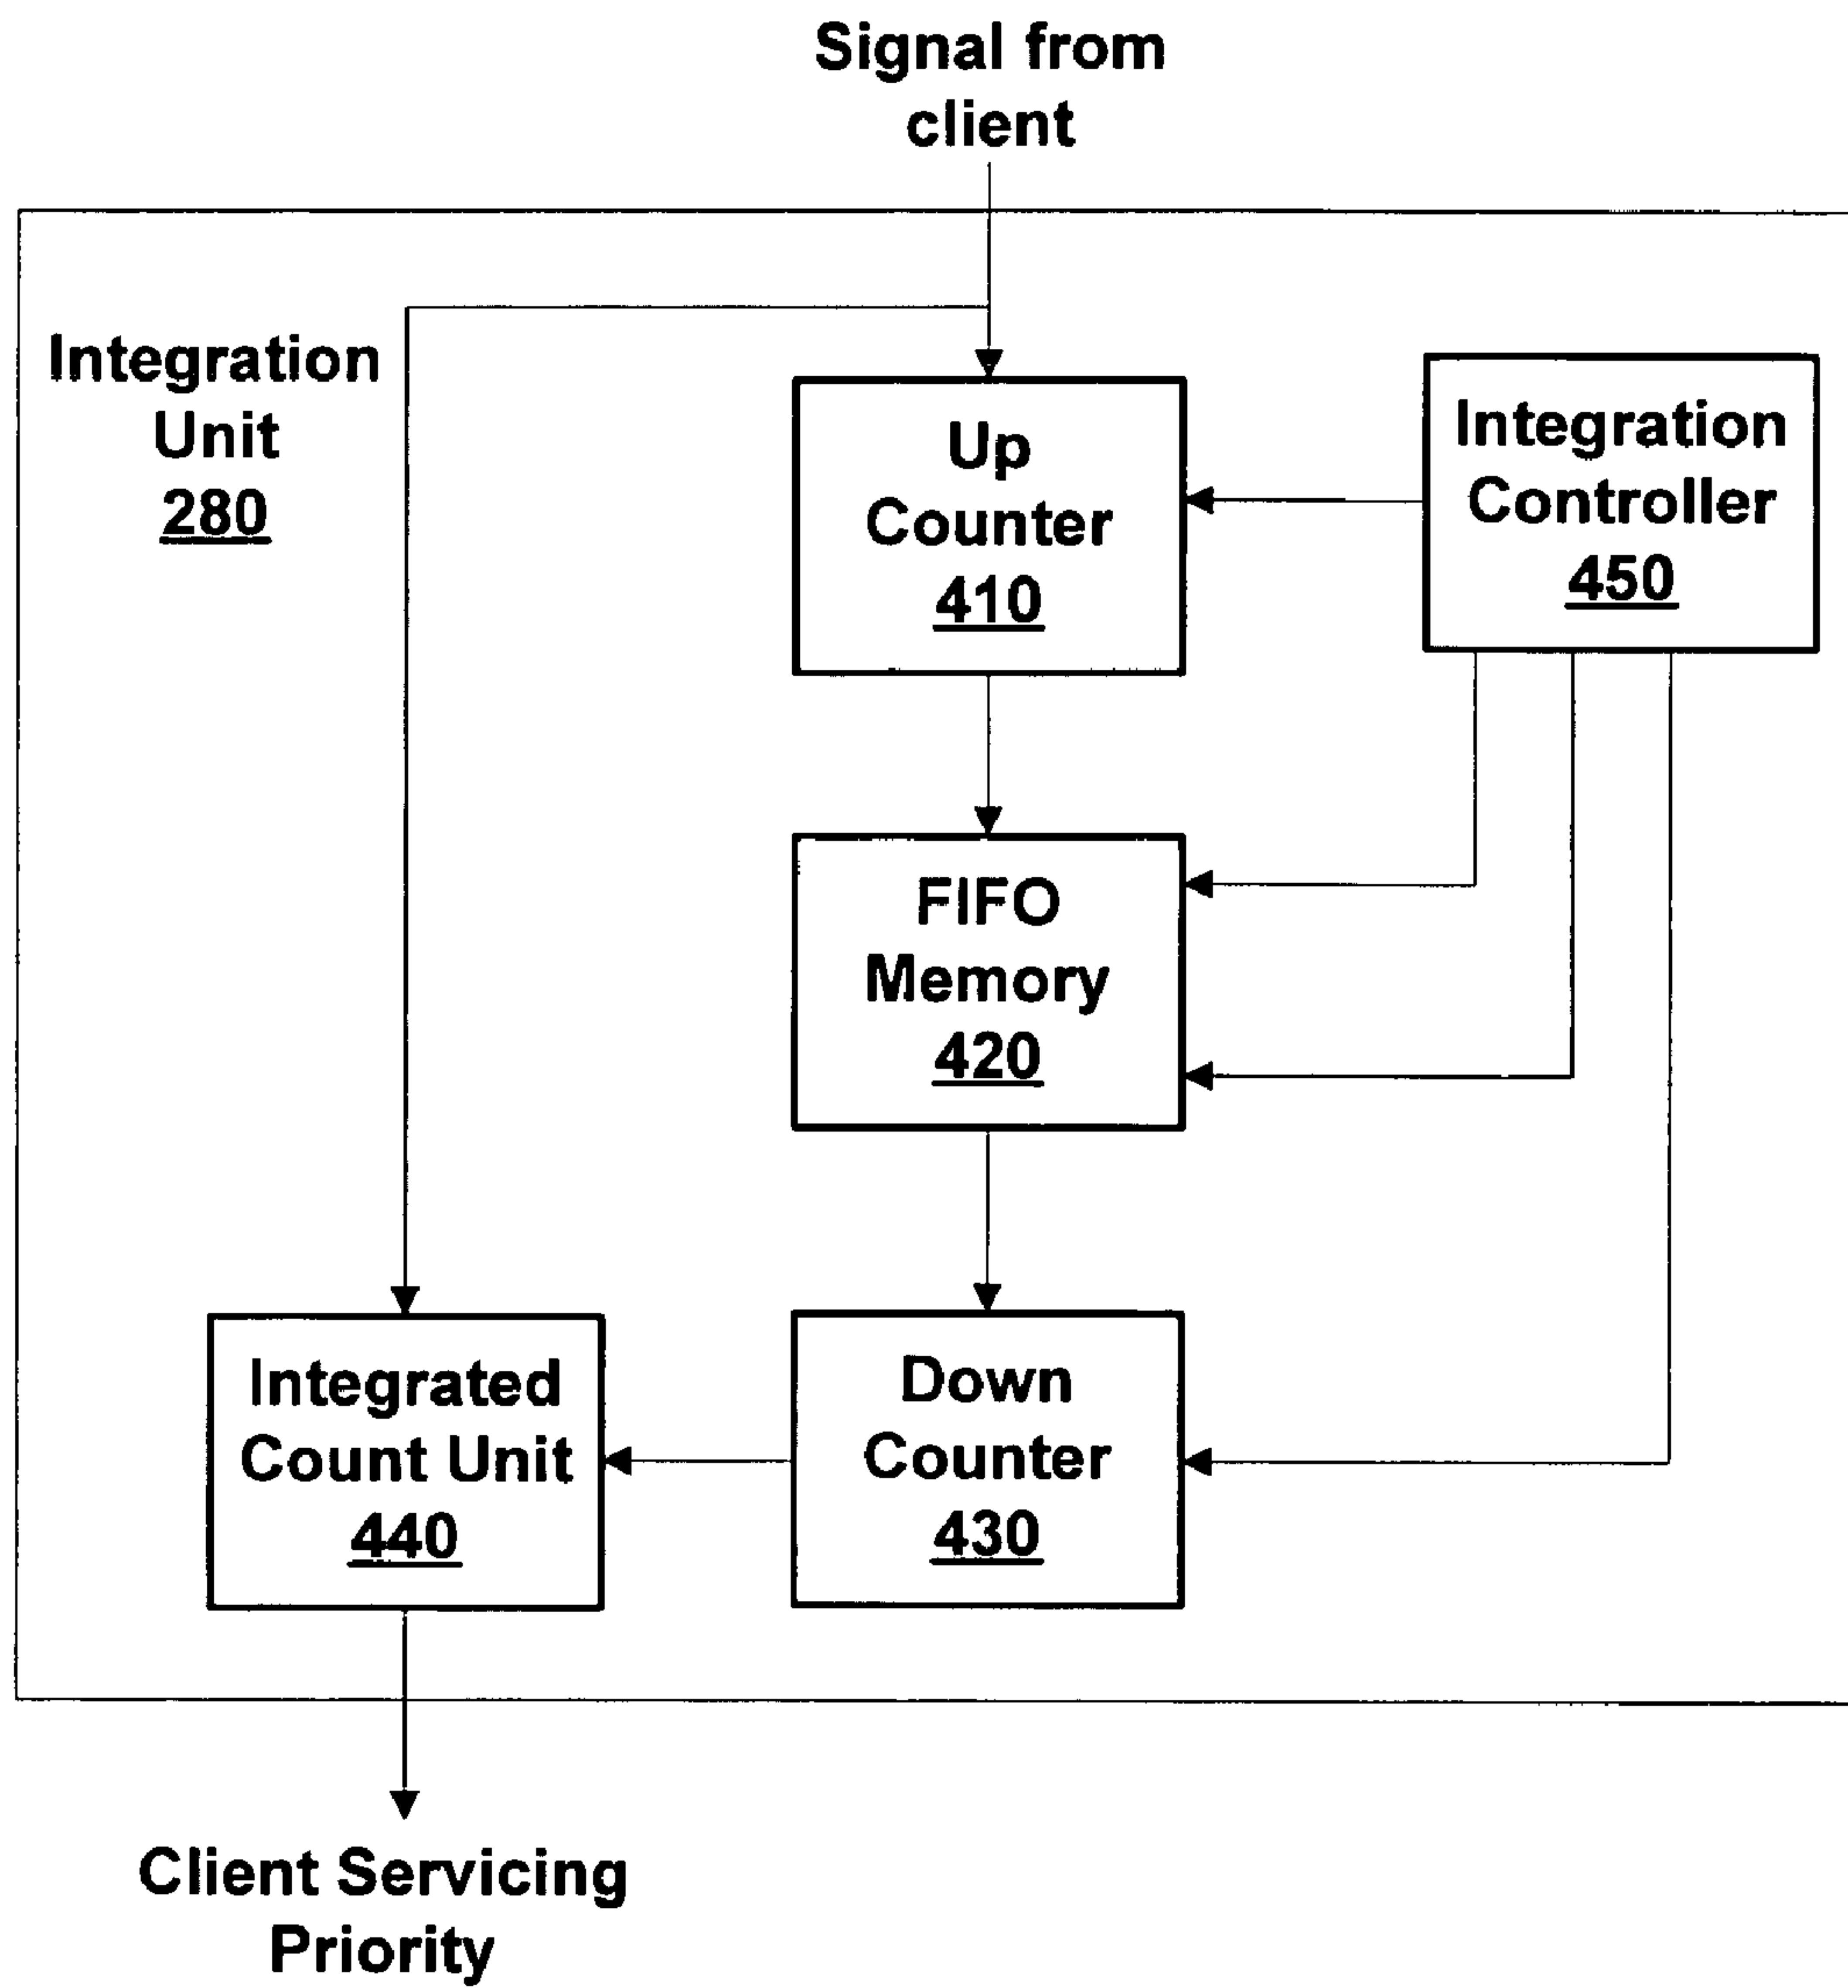 Signal from
client
Integration
Unit
280
Up
Counter
410
Integration
Controller
450
FIFO
Memory
420
Integrated
Count Unit
440
Down
Counter
430
Client Servicing
Priority